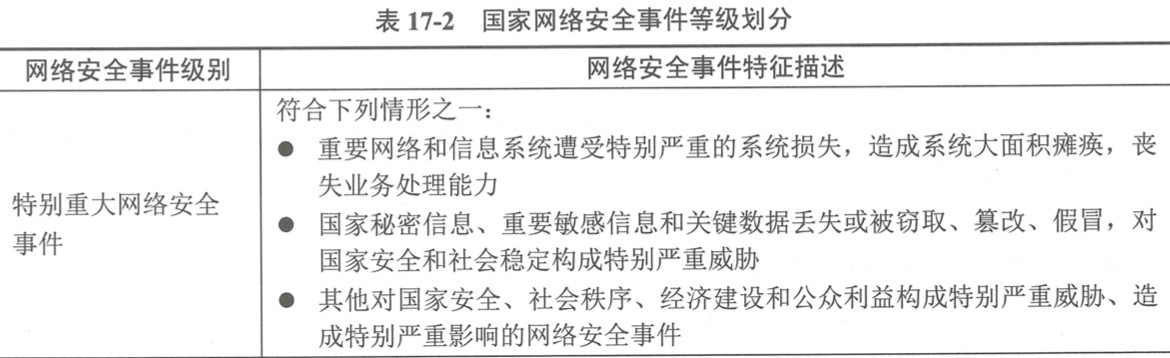 表 17-2 国家网络安全事件等级划分
网络安全事件级别
网络安全事件特征描述
特别重大网络安全
事件
符合下列情形之一：
● 重要网络和信息系统遭受特别严重的系统损失，造成系统大面积瘫痪，丧
失业务处理能力
● 国家秘密信息、重要敏感信息和关键数据丢失或被窃取、篡改、假冒，对
国家安全和社会稳定构成特别严重威胁
● 其他对国家安全、社会秩序、经济建设和公众利益构成特别严重威胁、造
成特别严重影响的网络安全事件